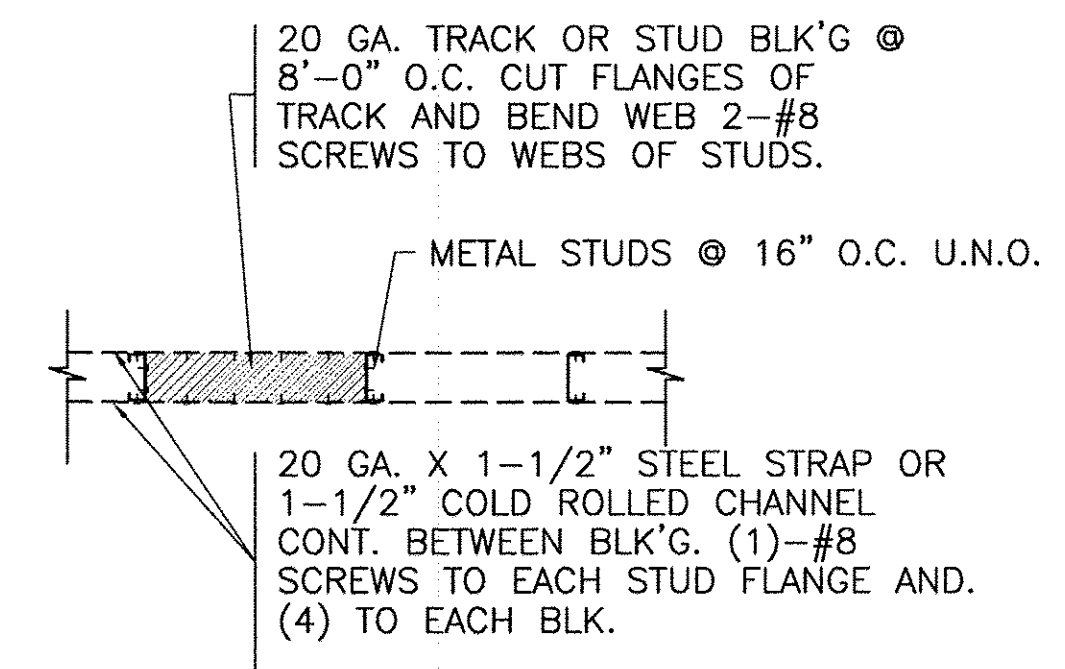 20 GA. TRACK OR STUD BLK'G @
8'-0" O.C. CUT FLANGES OF
TRACK AND BEND WEB 2-#8
SCREWS TO WEBS OF STUDS.
METAL STUDS @ 16" O.C. U.N.O.
20 GA. X 1-1/2" STEEL STRAP OR
1-1/2" COLD ROLLED CHANNEL
CONT. BETWEEN BLK'G. (1)-#8
SCREWS TO EACH STUD FLANGE AND.
(4) TO EACH BLK.